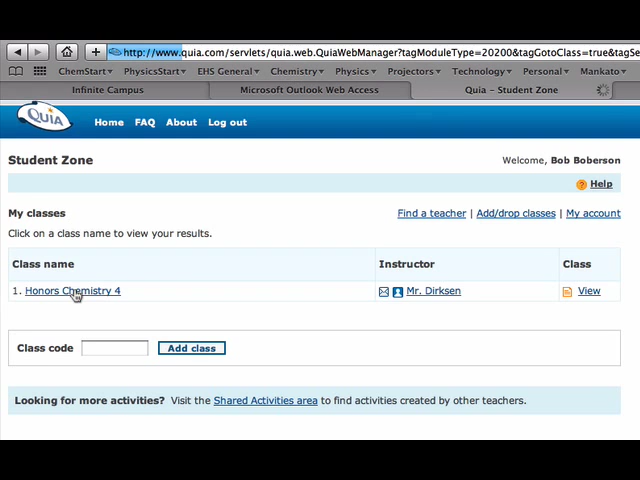 http://www.quia.com/servlets/quia.web.QuiaWebManager?tagModuleType=20200&tagGotoClass=true&tagSe
ChemStart▾ PhysicsStart▾ EHS General▾ Chemistry▾ Physics▾ Projectors▾ Technology▾ Personal▾ Mankato▾
Infinite Campus Microsoft Outlook Web Access Quia – Student Zone
QUIA Home FAQ About Log out
Student Zone Welcome, Bob Boberson
? Help
My classes Find a teacher | Add/drop classes | My account
Click on a class name to view your results.
Class name Instructor Class
1. Honors Chemistry 4 Mr. Dirksen View
Class code Add class
Looking for more activities? Visit the Shared Activities area to find activities created by other teachers.